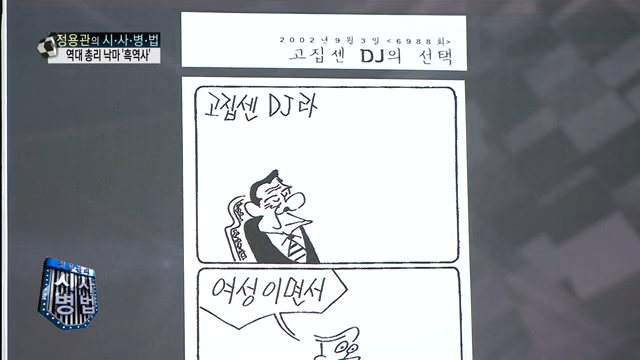 정용관의 시·사·병·법
역대 총리 낙마 '흑역사'
2002년9월3일<6988회>
고집센 DJ의 선택
고집센 DJ라
여성이면서
시사
병법